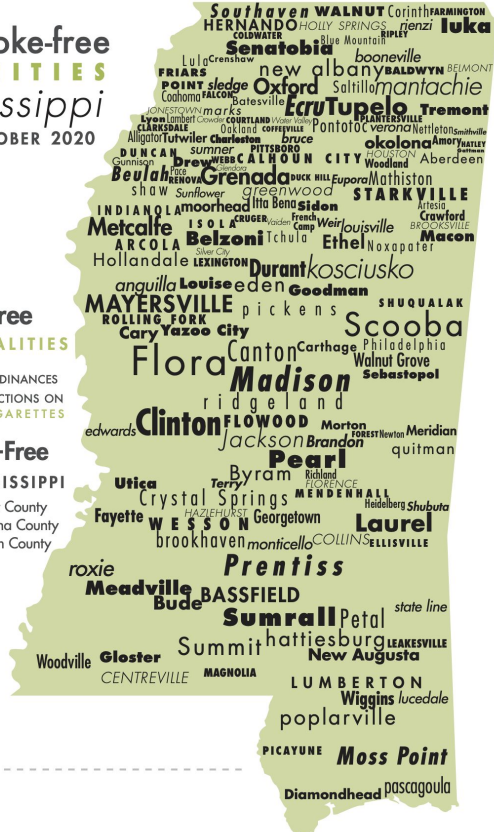 oke-free
ITIES
ssippi
OBER 2020
Southaven WALNUT Corinth FARMINGTON
HERNANDO HOLLY SPRINGS rienzi Iuka
COLDWATER Blue Mountain RIPLEY
Senatobia booneville
Lula Crenshaw new albany BALDWYN BELMONT
FRIARS POINT sledge Oxford Saltillo mantachie
Coahoma FALCON Batesville Ecru Tupelo Tremont
JONESTOWN marks PLANTERSVILLE
Lyon Lambert Crowder COURTLAND Water Valley Pontotoc verona Nettleton Smithville
CLARKSDALE Oakland COFFEEVILLE
Alligator Tutwiler Charleston bruce okolona Amory HATLEY
DUNCAN summer PITTSBORO HOUSTON
Gunnison Drew WEBB CALHOUN CITY Woodland Aberdeen
Beulah Pace RENOVA Glendora Grenada DUCK HILL Eupora Mathiston
shaw Sunflower greenwood STARKVILLE
INDIANOLA moorhead Itta Bena Sidon Artesia
Metcalfe ISOLA CRUGER Vaiden French Camp Weir louisville Crawford
BROOKSVILLE
ARCOLA Belzoni Tchula Ethel Noxapater Macon
Silver City
Hollandale LEXINGTON Durant kosciusko
anguilla Louise eden Goodman
MAYERSVILLE pickens SHUQUALAK
ROLLING FORK Scooba
Cary Yazoo City
Flora Canton Carthage Philadelphia
Walnut Grove
Madison Sebastopol
ridgeland
edwards Clinton FLOWOOD Morton
Jackson Brandon FOREST Newton Meridian
Pearl quitman
Byram Richland
Utica Terry FLORENCE
Crystal Springs MENDENHALL
Heidelberg Shubuta
Fayette HAZLEHURST Georgetown
WESSON Laurel
brookhaven monticello COLLINS ELLISVILLE
roxie Prentiss
Meadville
Bude BASSFIELD
Sumrall Petal state line
Summit hattiesburg LEAKESVILLE
Woodville Gloster New Augusta
CENTREVILLE MAGNOLIA
LUMBERTON
Wiggins lucedale
poplarville
PICAYUNE Moss Point
Diamondhead pascagoula
ree
ALITIES
DINANCES
CTIONS ON
GARETTES
-Free
ISSIPPI
County
na County
n County